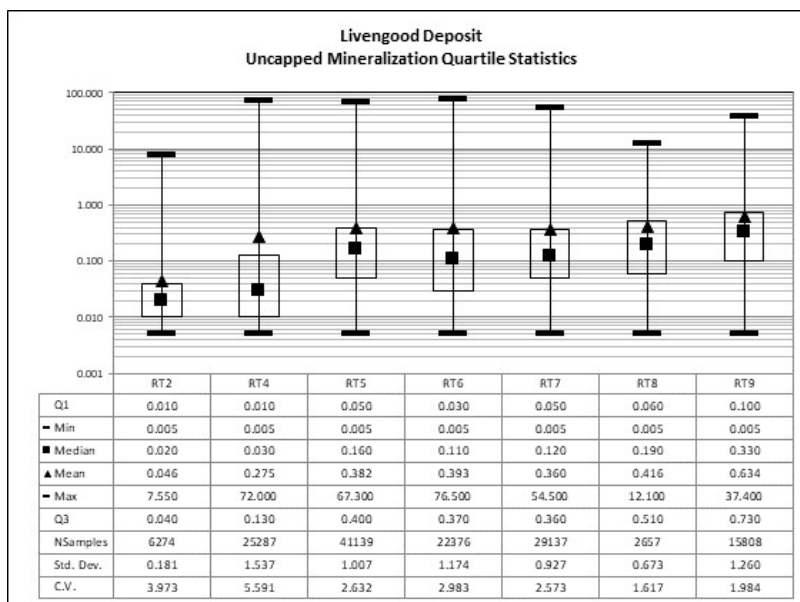 Livengood Deposit
Uncapped Mineralization Quartile Statistics
100.000
10.000
1.000
0.100
0.010
0.001
RT2 RT4 RT5 RT6 RT7 RT8 RT9
Q1 0.010 0.010 0.050 0.030 0.050 0.060 0.100
Min 0.005 0.005 0.005 0.005 0.005 0.005 0.005
Median 0.020 0.030 0.160 0.110 0.120 0.190 0.330
Mean 0.046 0.275 0.382 0.393 0.360 0.416 0.634
Max 7.550 72.000 67.300 76.500 54.500 12.100 37.400
Q3 0.040 0.130 0.400 0.370 0.360 0.510 0.730
NSamples 6274 25287 41139 22376 29137 2657 15808
Std. Dev. 0.181 1.537 1.007 1.174 0.927 0.673 1.260
C.V. 3.973 5.591 2.632 2.983 2.573 1.617 1.984